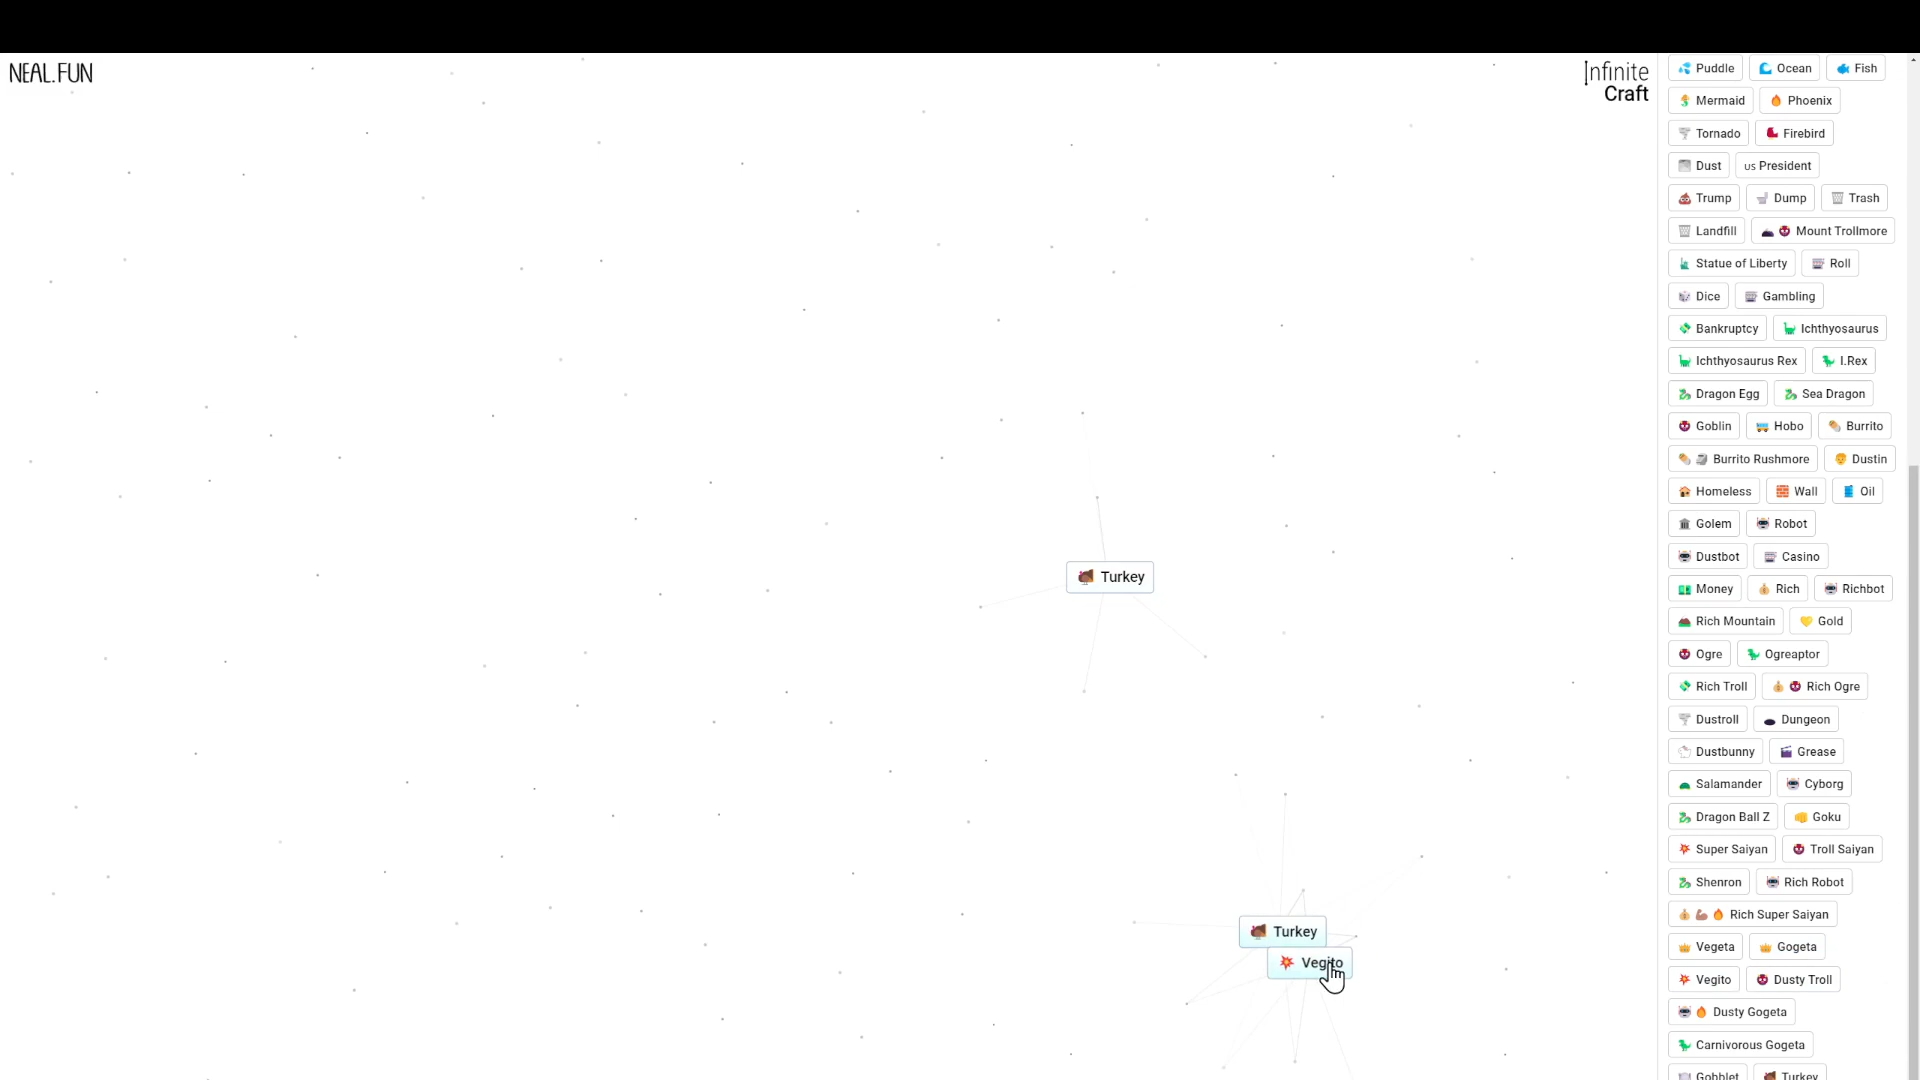 NEAL.FUN
Infinite
Craft
Puddle Ocean Fish
Mermaid Phoenix
Tornado Firebird
Dust US President
Trump Dump Trash
Landfill Mount Trollmore
Statue of Liberty Roll
Dice Gambling
Bankruptcy Ichthyosaurus
Ichthyosaurus Rex I.Rex
Dragon Egg Sea Dragon
Goblin Hobo Burrito
Burrito Rushmore Dustin
Homeless Wall Oil
Golem Robot
Dustbot Casino
Turkey
Money Rich Richbot
Rich Mountain Gold
Ogre Ogreaptor
Rich Troll Rich Ogre
Dustroll Dungeon
Dustbunny Grease
Salamander Cyborg
Dragon Ball Z Goku
Super Saiyan Troll Saiyan
Shenron Rich Robot
Rich Super Saiyan
Turkey
Vegeta Gogeta
Vegito
Vegito Dusty Troll
Dusty Gogeta
Carnivorous Gogeta
Gobblet Turkey